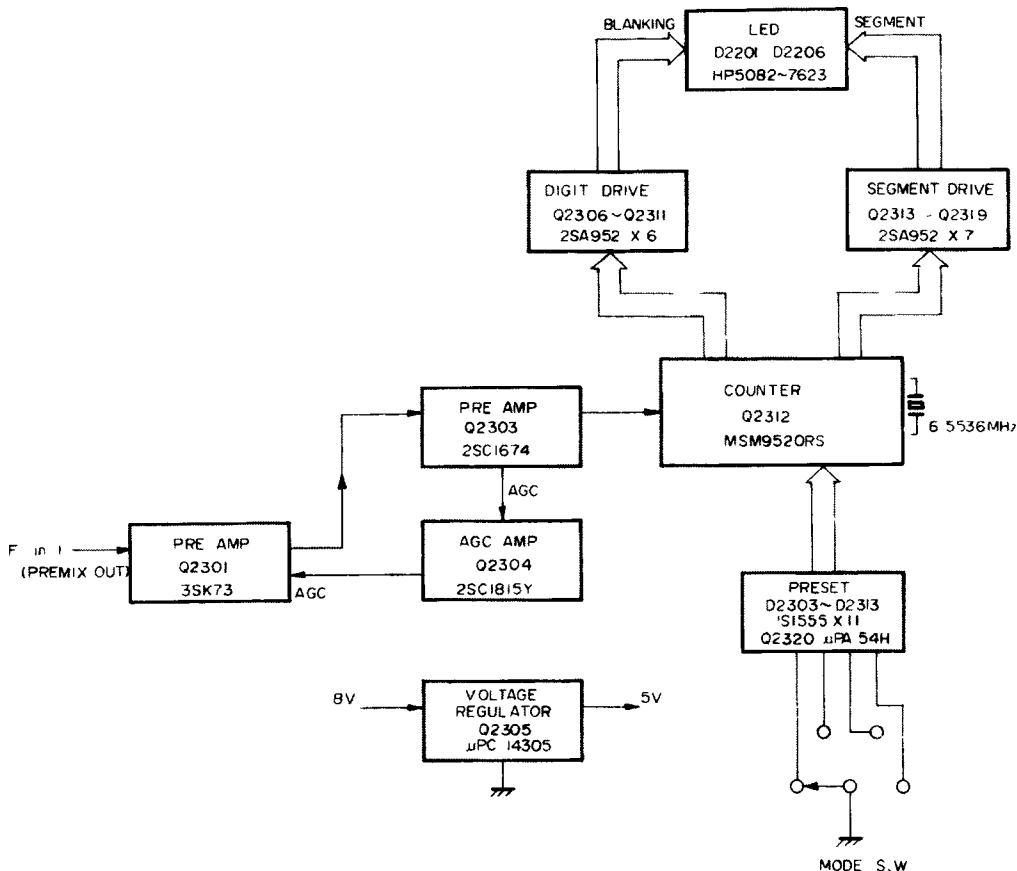 BLANKING
SEGMENT
LED
D2201 D2206
HP5082~7623
DIGIT DRIVE
Q2306~Q2311
2SA952 X 6
SEGMENT DRIVE
Q2313 - Q2319
2SA952 X 7
COUNTER
Q2312
MSM9520RS
6 5536MHz
PRE AMP
Q2303
2SC1674
AGC
PRE AMP
Q2301
3SK73
F in
(PREMIX OUT)
AGC
AGC AMP
Q2304
2SC1815Y
PRESET
D2303~D2313
1S1555 X 11
Q2320 μPA 54H
8V
VOLTAGE
REGULATOR
Q2305
μPC 14305
5V
MODE S.W